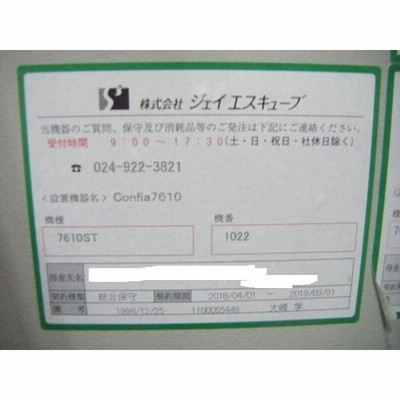 株式会社 ジェイ エスキューブ
当機器のご質問、保守及び消耗品等のご発注は下記にご連絡ください。
受付時間 9:00～17:30(土・日・祝日・社休日除く)
☎ 024-922-3821
<設置機器名> Confia7610
機種
機番
7610ST
1022
得意先名
契約種類 総合保守 契約期間 2018/04/01 ～ 2019/03/31
備 考 1998/12/25 1100055449 大崎 学